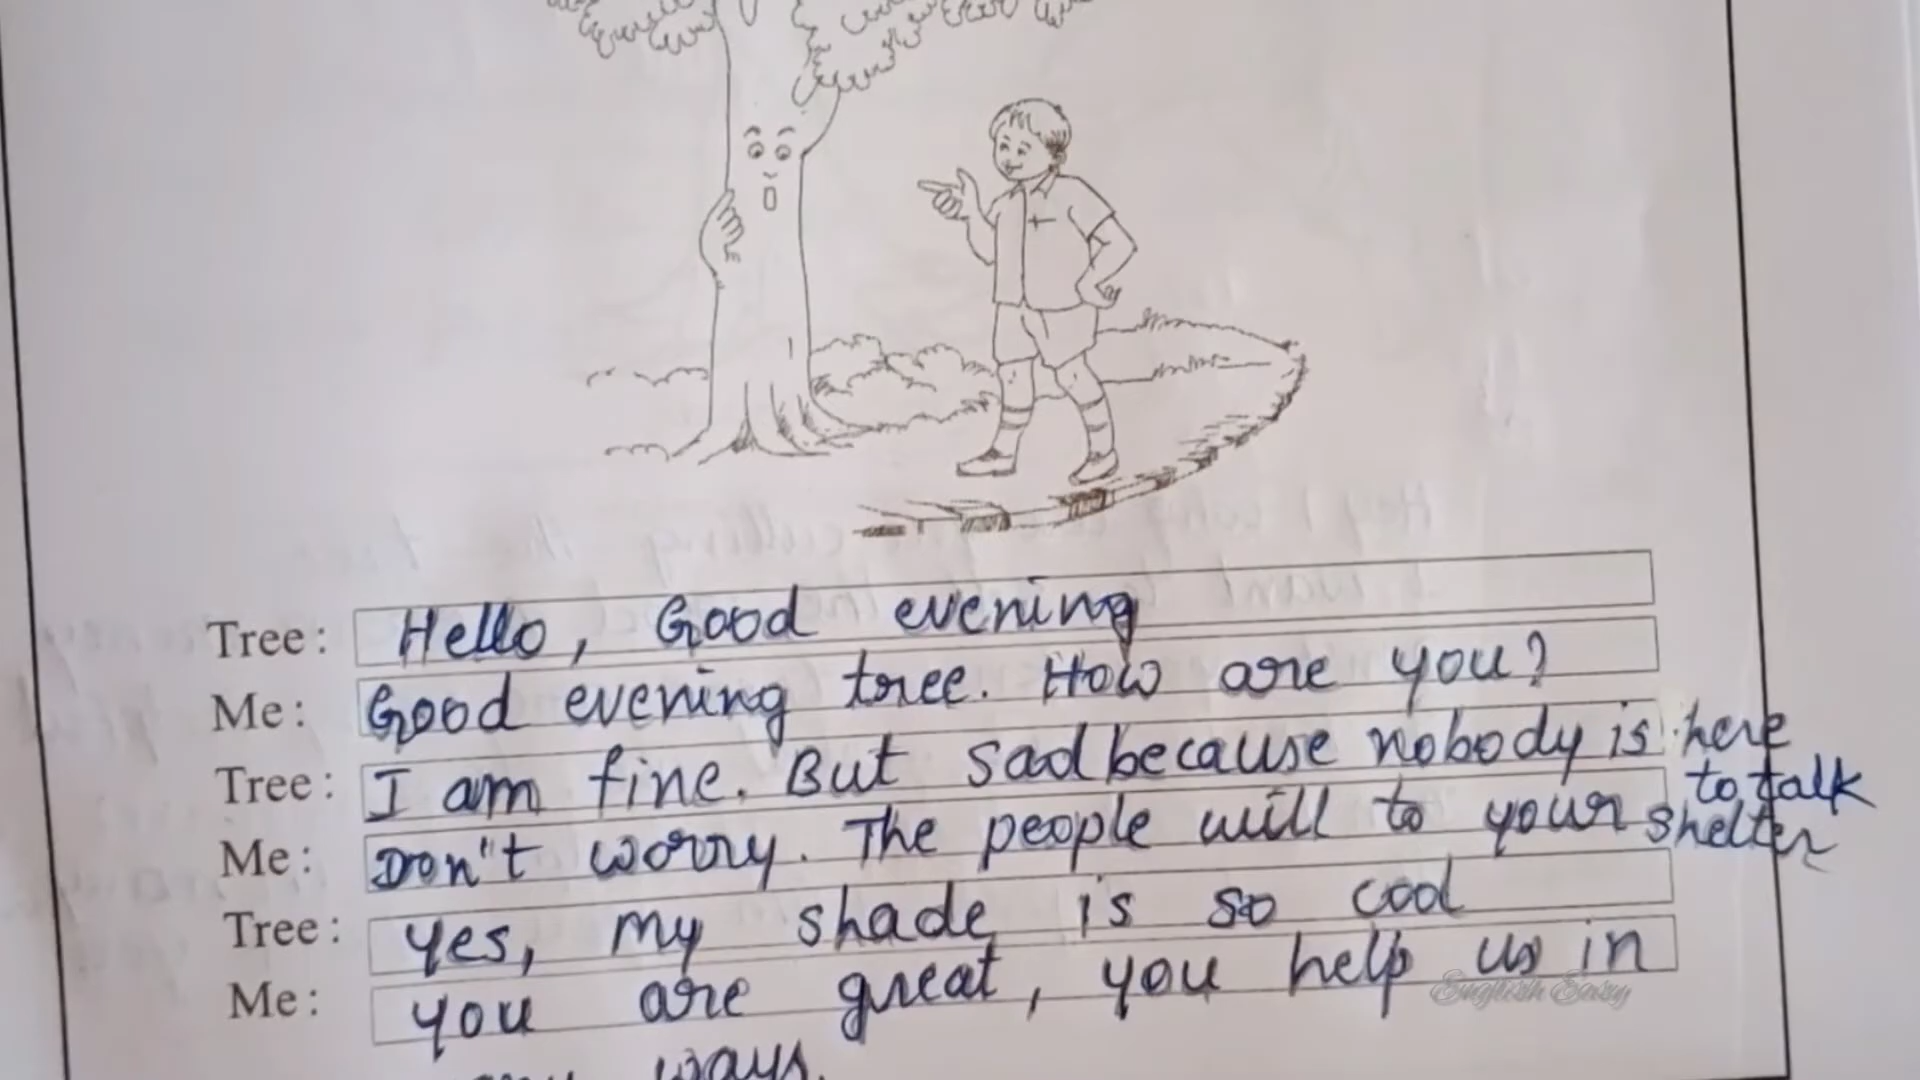 Tree: Hello, Good evening
Me: Good evening tree. How are you?
Tree: I am fine. But sad because nobody is here to talk
Me: Don't worry. The people will to your shelter
Tree: yes, my shade is so cool
Me: you are great, you help us in
ways.
English Easy